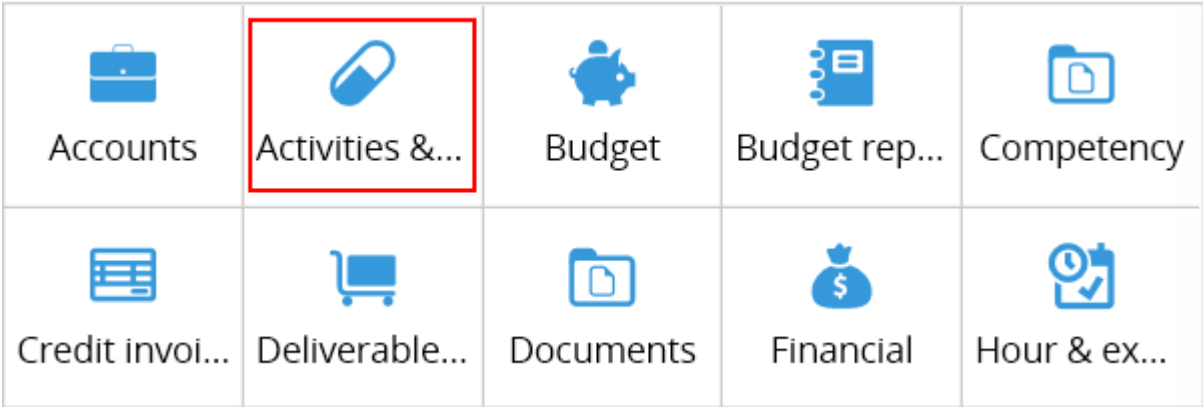 Accounts
Activities &...
Budget
Budget rep...
Competency
Credit invoi...
Deliverable...
Documents
$
Financial
Hour & ex...